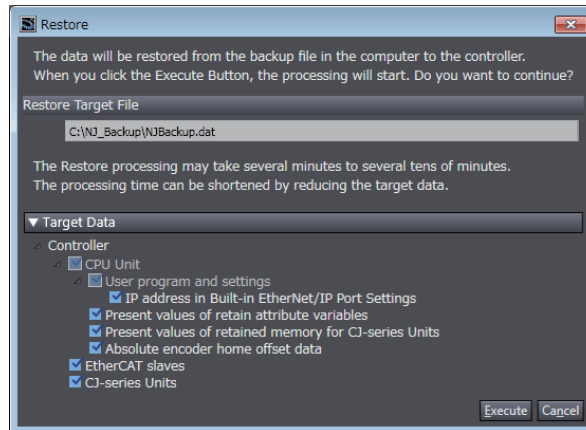 Restore
The data will be restored from the backup file in the computer to the controller.
When you click the Execute Button, the processing will start. Do you want to continue?
Restore Target File
C:\NJ_Backup\NJBackup.dat
The Restore processing may take several minutes to several tens of minutes.
The processing time can be shortened by reducing the target data.
Target Data
Controller
CPU Unit
User program and settings
IP address in Built-in EtherNet/IP Port Settings
Present values of retain attribute variables
Present values of retained memory for CJ-series Units
Absolute encoder home offset data
EtherCAT slaves
CJ-series Units
Execute Cancel